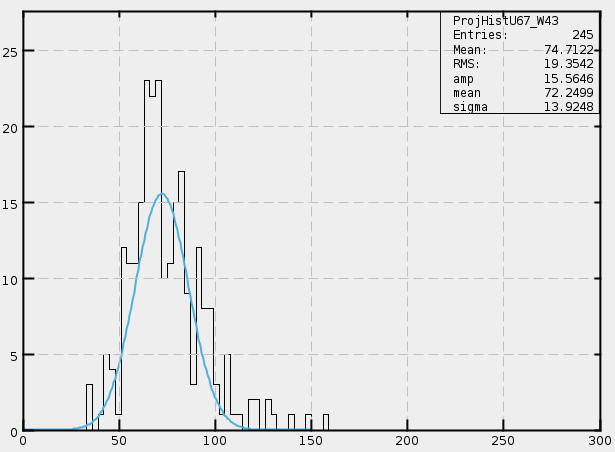 ProjHistU67_W43
Entries: 245
Mean: 74.7122
RMS: 19.3542
amp 15.5646
mean 72.2499
sigma 13.9248
25
20
15
10
5
0
0 50 100 150 200 250 300